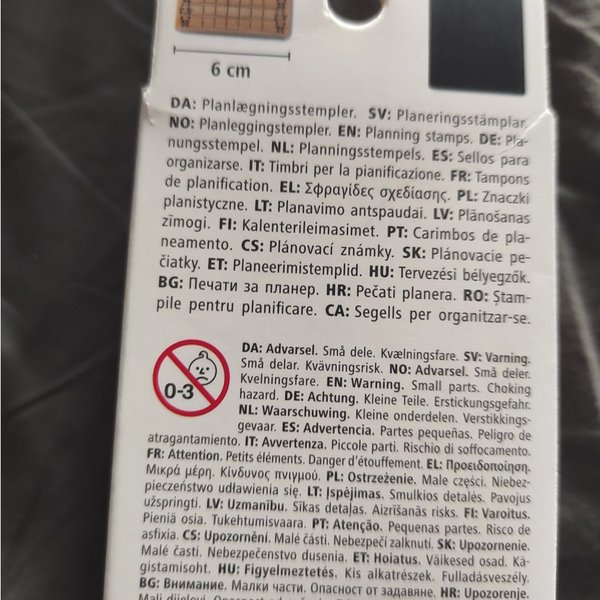 6 cm
DA: Planlægningsstempler. SV: Planeringsstämplar.
NO: Planleggingstempler. EN: Planning stamps. DE: Pla-
nungsstempel. NL: Planningsstempels. ES: Sellos para
organizarse. IT: Timbri per la pianificazione. FR: Tampons
de planification. EL: Σφραγίδες σχεδίασης. PL: Znaczki
planistyczne. LT: Planavimo antspaudai. LV: Plānošanas
zīmogi. FI: Kalenterileimasimet. PT: Carimbos de pla-
neamento. CS: Plánovací známky. SK: Plánovacie pe-
čiatky. ET: Planeerimistemplid. HU: Tervezési bélyegzők.
BG: Печати за планер. HR: Pečati planera. RO: Ștam-
pile pentru planificare. CA: Segells per organitzar-se.
0-3
DA: Advarsel. Små dele. Kvælningsfare. SV: Varning.
Små delar. Kvävningsrisk. NO: Advarsel. Små deler.
Kvelningsfare. EN: Warning. Small parts. Choking
hazard. DE: Achtung. Kleine Teile. Erstickungsgefahr.
NL: Waarschuwing. Kleine onderdelen. Verstikkings-
gevaar. ES: Advertencia. Partes pequeñas. Peligro de
atragantamiento. IT: Avvertenza. Piccole parti. Rischio di soffocamento.
FR: Attention. Petits éléments. Danger d'étouffement. EL: Προειδοποίηση.
Μικρά μέρη. Κίνδυνος πνιγμού. PL: Ostrzeżenie. Małe części. Niebez-
pieczeństwo udławienia się. LT: Įspėjimas. Smulkios detalės. Pavojus
užspringti. LV: Uzmanību. Sīkas detaļas. Aizrīšanās risks. FI: Varoitus.
Pieniä osia. Tukehtumisvaara. PT: Atenção. Pequenas partes. Risco de
asfixia. CS: Upozornění. Malé části. Nebezpečí zalknutí. SK: Upozornenie.
Malé časti. Nebezpečenstvo dusenia. ET: Hoiatus. Väikesed osad. Kä-
gistamisoht. HU: Figyelmeztetés. Kis alkatrészek. Fulladásveszély.
BG: Внимание. Малки части. Опасност от задавяне. HR: Upozorenje.
Mali dijelovi.